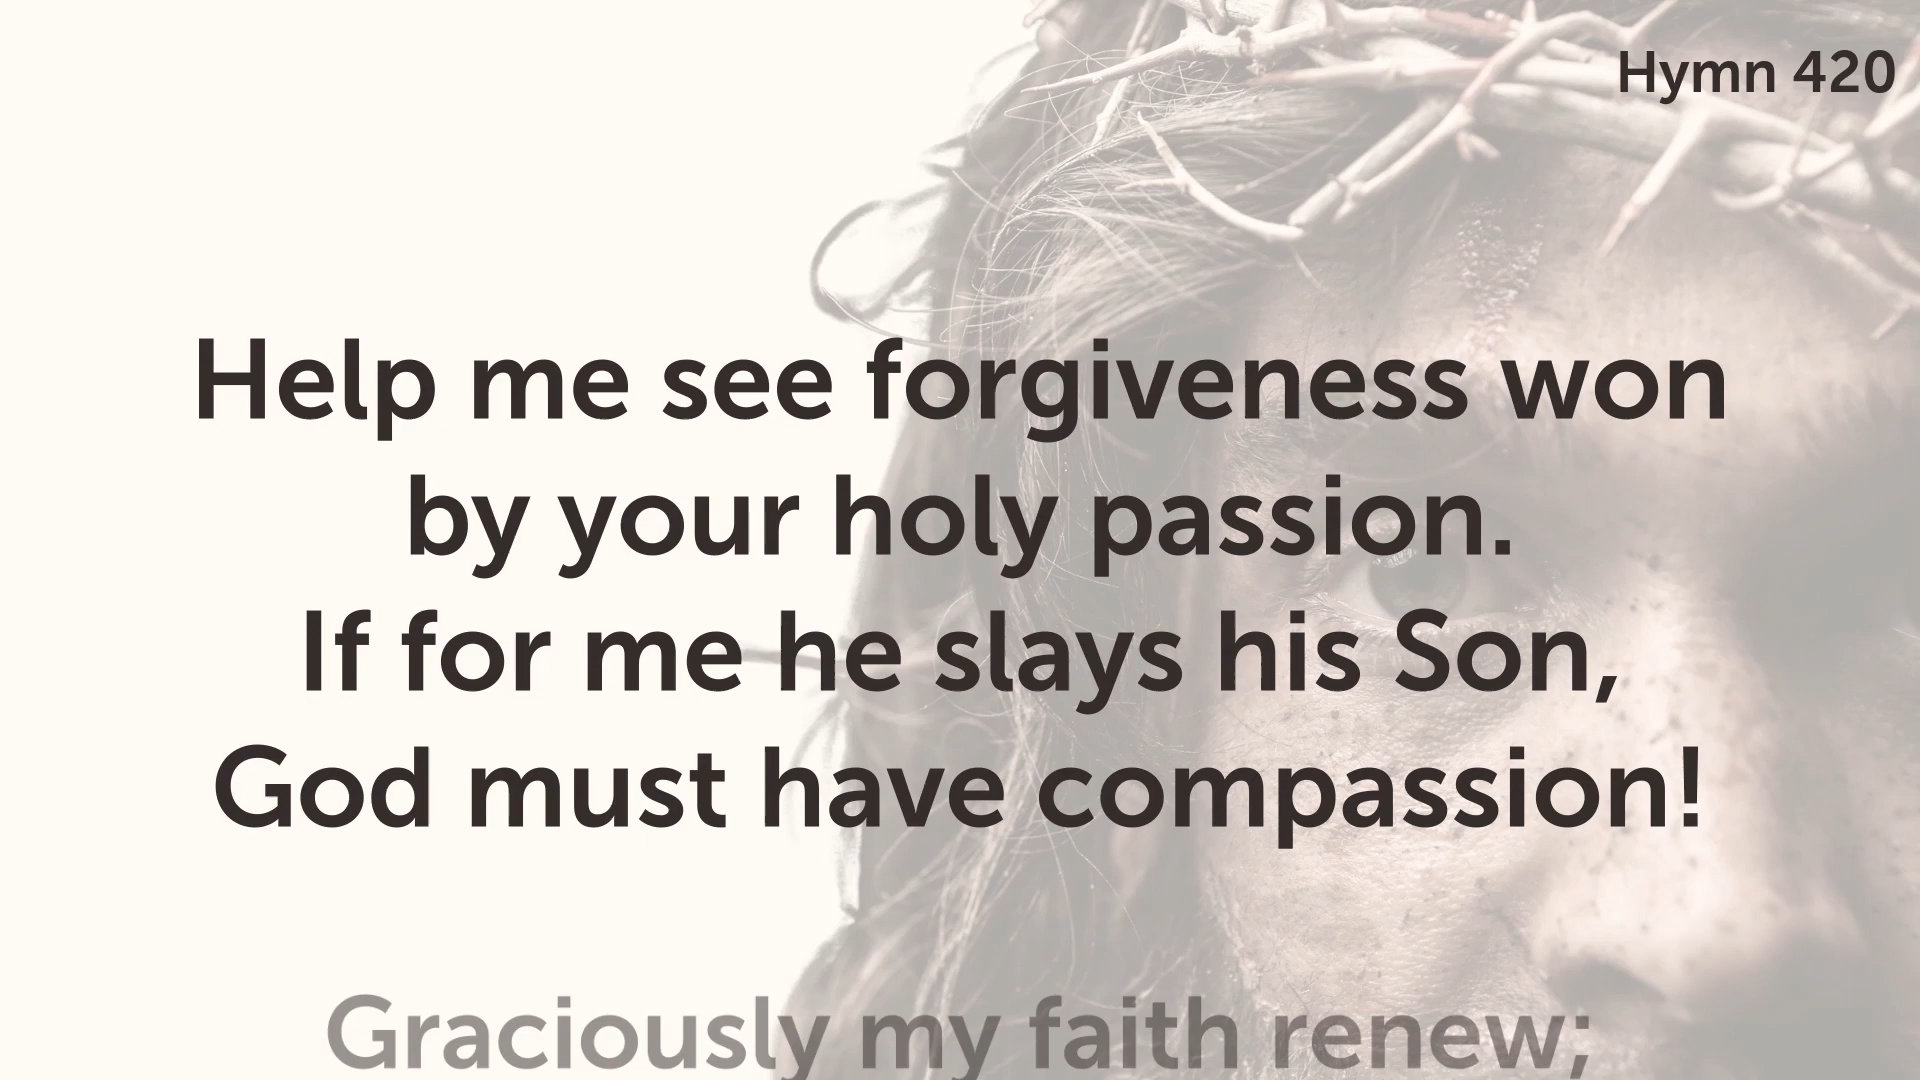 Hymn 420
Help me see forgiveness won
by your holy passion.
If for me he slays his Son,
God must have compassion!
Graciously my faith renew;